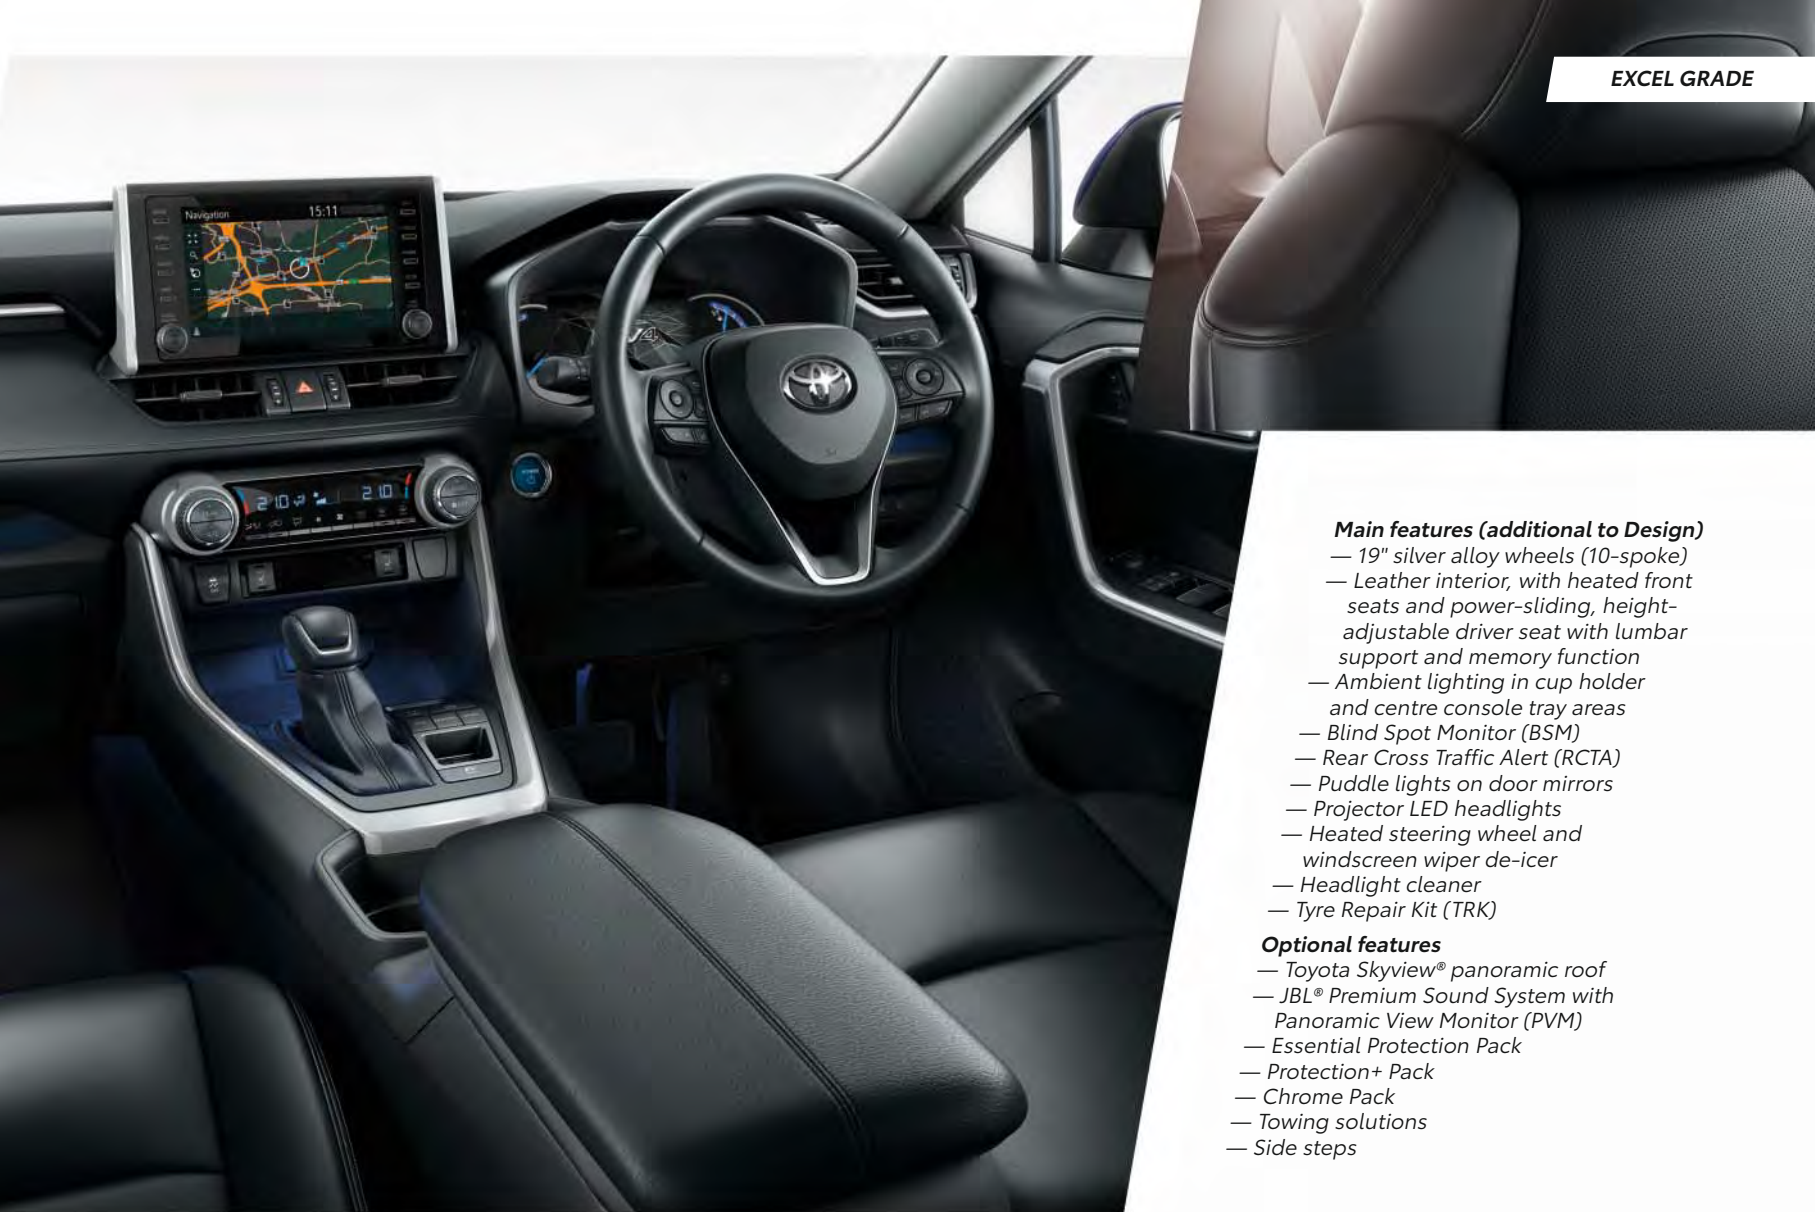 EXCEL GRADE
Navigation
15:11
POWER
21.0
21.0
Main features (additional to Design)
— 19" silver alloy wheels (10-spoke)
— Leather interior, with heated front
seats and power-sliding, height-
adjustable driver seat with lumbar
support and memory function
— Ambient lighting in cup holder
and centre console tray areas
— Blind Spot Monitor (BSM)
— Rear Cross Traffic Alert (RCTA)
— Puddle lights on door mirrors
— Projector LED headlights
— Heated steering wheel and
windscreen wiper de-icer
— Headlight cleaner
— Tyre Repair Kit (TRK)
Optional features
— Toyota Skyview® panoramic roof
— JBL® Premium Sound System with
Panoramic View Monitor (PVM)
— Essential Protection Pack
— Protection+ Pack
— Chrome Pack
— Towing solutions
— Side steps